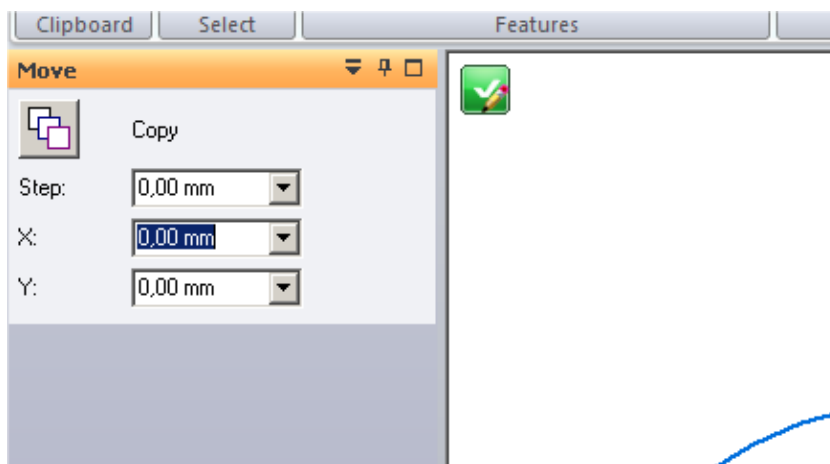 Clipboard Select Features
Move
Copy
Step: 0,00 mm
X: 0,00 mm
Y: 0,00 mm